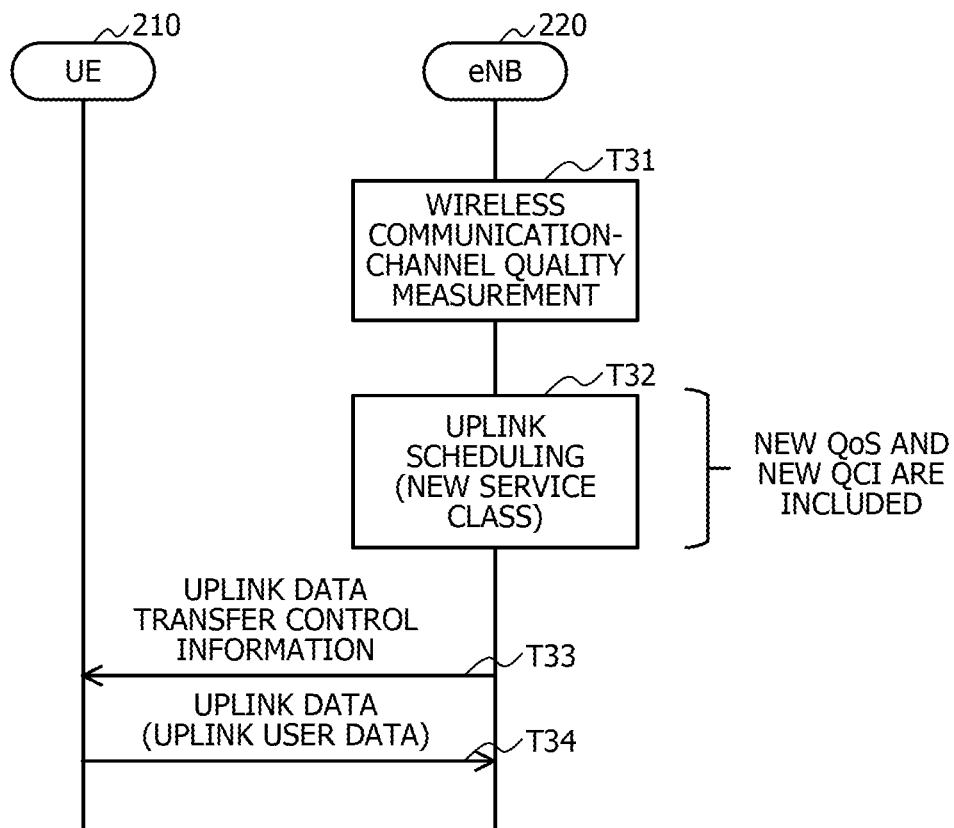 210
220
UE
eNB
T31
WIRELESS
COMMUNICATION-
CHANNEL QUALITY
MEASUREMENT
T32
UPLINK
SCHEDULING
(NEW SERVICE
CLASS)
NEW QoS AND
NEW QCI ARE
INCLUDED
UPLINK DATA
TRANSFER CONTROL
INFORMATION
T33
UPLINK DATA
(UPLINK USER DATA)
T34